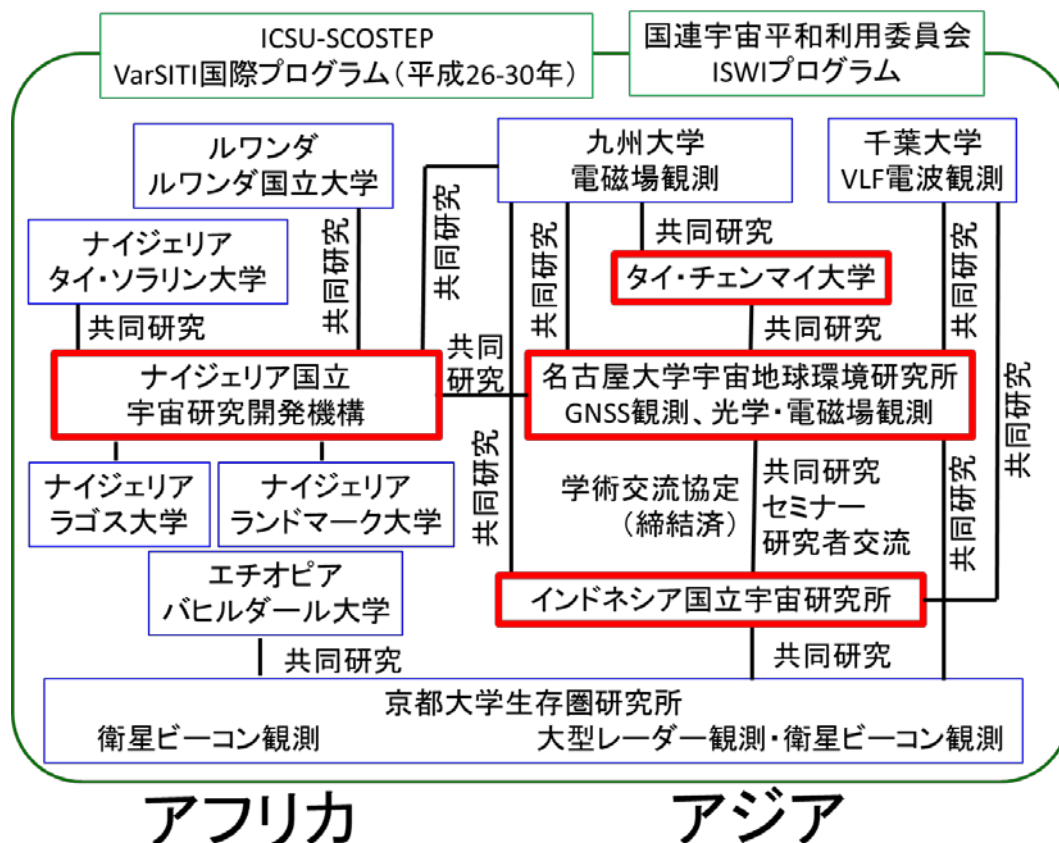 ICSU-SCOSTEP
VarSITI国際プログラム(平成26-30年)
国連宇宙平和利用委員会
ISWIプログラム
ルワンダ
ルワンダ国立大学
九州大学
電磁場観測
千葉大学
VLF電波観測
ナイジェリア
タイ・ソラリン大学
共同研究
共同研究
共同研究
共同研究
共同研究
タイ・チェンマイ大学
共同研究
共同研究
共同研究
共同
研究
ナイジェリア国立
宇宙研究開発機構
名古屋大学宇宙地球環境研究所
GNSS観測、光学・電磁場観測
共同研究
共同研究
共同研究
ナイジェリア
ラゴス大学
ナイジェリア
ランドマーク大学
学術交流協定
(締結済)
共同研究
セミナー
研究者交流
エチオピア
バヒルダール大学
インドネシア国立宇宙研究所
共同研究
共同研究
京都大学生存圏研究所
衛星ビーコン観測
大型レーダー観測・衛星ビーコン観測
アフリカ
アジア